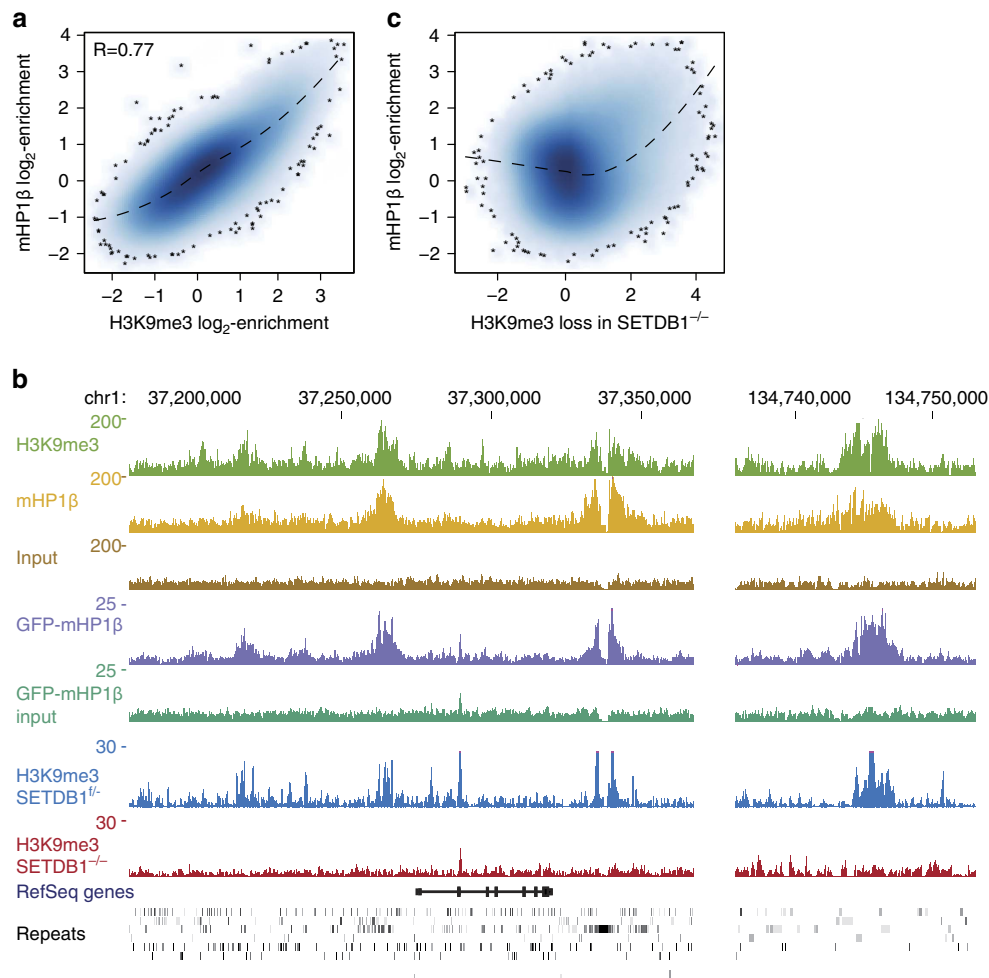 a
R=0.77
4
3
2
1
0
−1
−2
mHP1β log2-enrichment
−2 −1 0 1 2 3
H3K9me3 log2-enrichment
c
4
3
2
1
0
−1
−2
mHP1β log2-enrichment
−2 0 2 4
H3K9me3 loss in SETDB1−/−
b
chr1: 37,200,000 37,250,000 37,300,000 37,350,000 134,740,000 134,750,000
200-
H3K9me3
200-
mHP1β
200-
Input
25 -
GFP-mHP1β
25-
GFP-mHP1β
input
30 -
H3K9me3
SETDB1f/-
30 -
H3K9me3
SETDB1−/−
RefSeq genes
Repeats